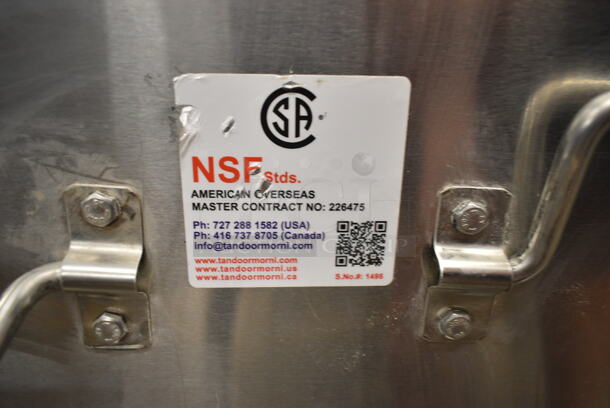 CSA
NSF Stds.
AMERICAN OVERSEAS
MASTER CONTRACT NO: 226475
Ph: 727 288 1582 (USA)
Ph: 416 737 8705 (Canada)
info@tandoormorni.com
www.tandoormorni.com
www.tandoormorni.us
www.tandoormorni.ca
S.No.#: 1495